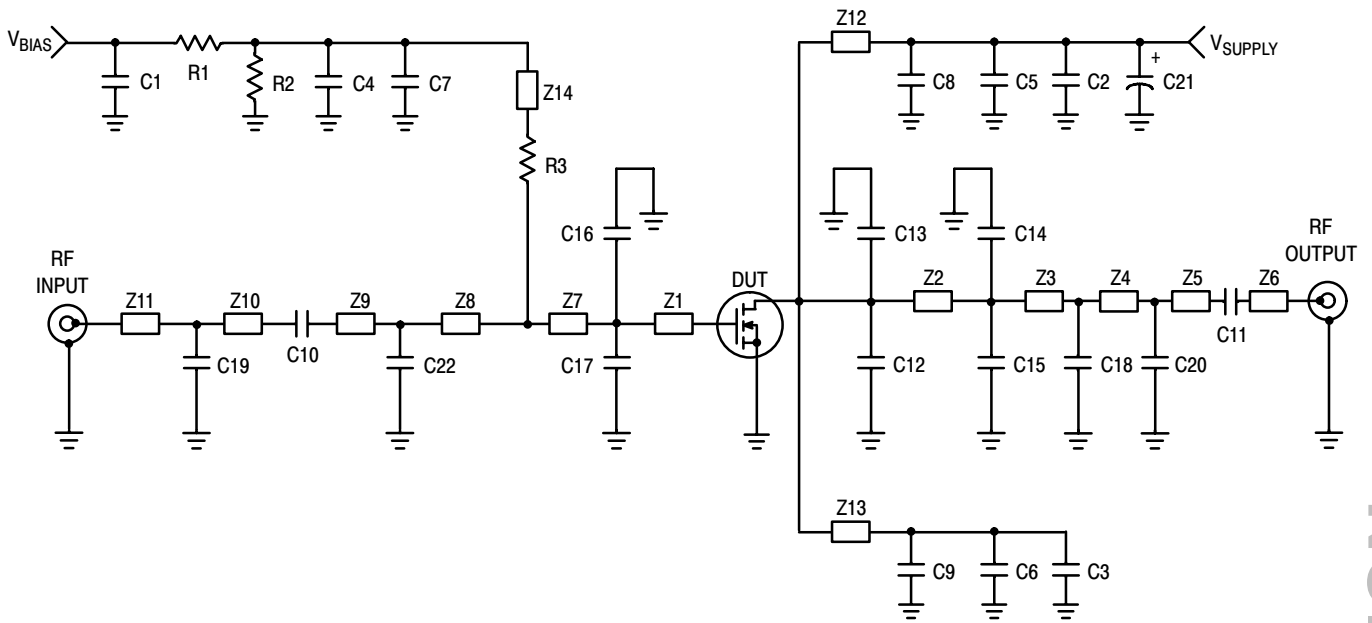 VBIAS
C1
R1
R2
C4
C7
Z14
R3
Z12
VSUPPLY
C8
C5
C2
+
C21
C16
C13
C14
RF
INPUT
RF
OUTPUT
DUT
Z11
Z10
Z9
Z8
Z7
Z1
Z2
Z3
Z4
Z5
Z6
C19
C10
C22
C17
C12
C15
C18
C20
C11
Z13
C9
C6
C3